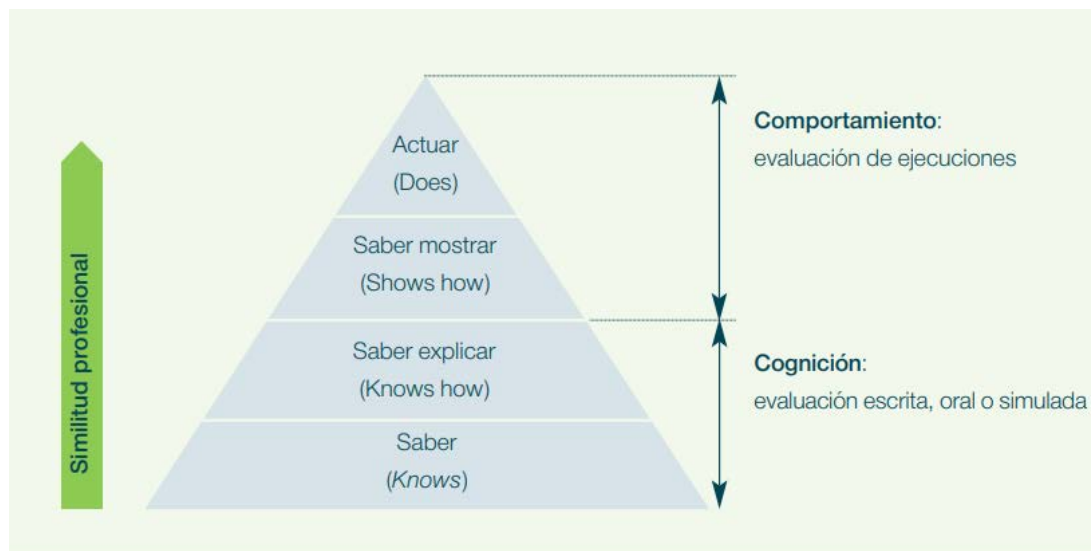 Actuar
(Does)
Saber mostrar
(Shows how)
Saber explicar
(Knows how)
Saber
(Knows)
Similitud profesional
Comportamiento:
evaluación de ejecuciones
Cognición:
evaluación escrita, oral o simulada